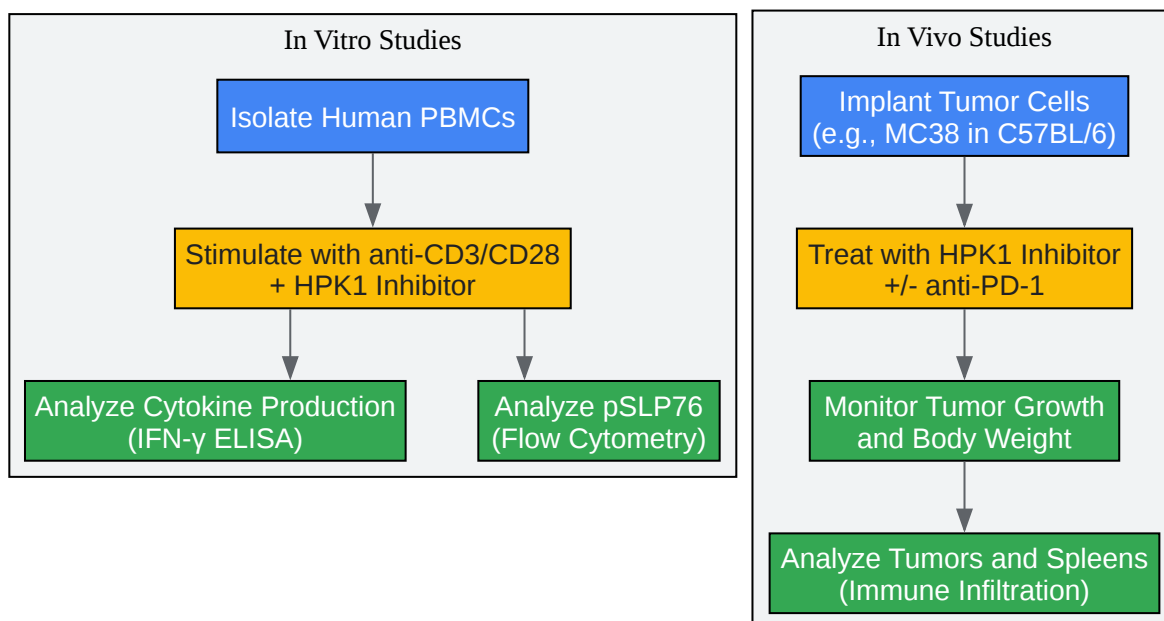 In Vitro Studies
Isolate Human PBMCs
Stimulate with anti-CD3/CD28
+ HPK1 Inhibitor
Analyze Cytokine Production
(IFN-γ ELISA)
Analyze pSLP76
(Flow Cytometry)
In Vivo Studies
Implant Tumor Cells
(e.g., MC38 in C57BL/6)
Treat with HPK1 Inhibitor
+/- anti-PD-1
Monitor Tumor Growth
and Body Weight
Analyze Tumors and Spleens
(Immune Infiltration)